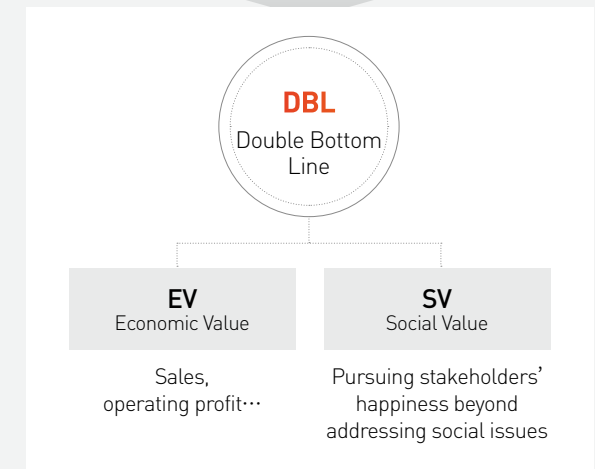 DBL
Double Bottom
Line
EV
Economic Value
Sales,
operating profit⋯
SV
Social Value
Pursuing stakeholders’
happiness beyond
addressing social issues